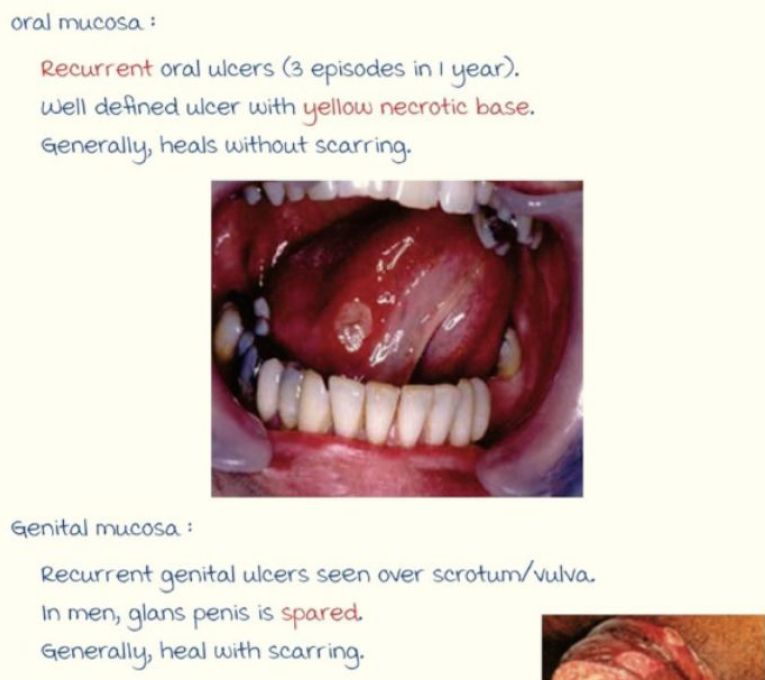 oral mucosa :
Recurrent oral ulcers (3 episodes in 1 year).
Well defined ulcer with yellow necrotic base.
Generally, heals without scarring.
Genital mucosa :
Recurrent genital ulcers seen over scrotum/vulva.
In men, glans penis is spared.
Generally, heal with scarring.